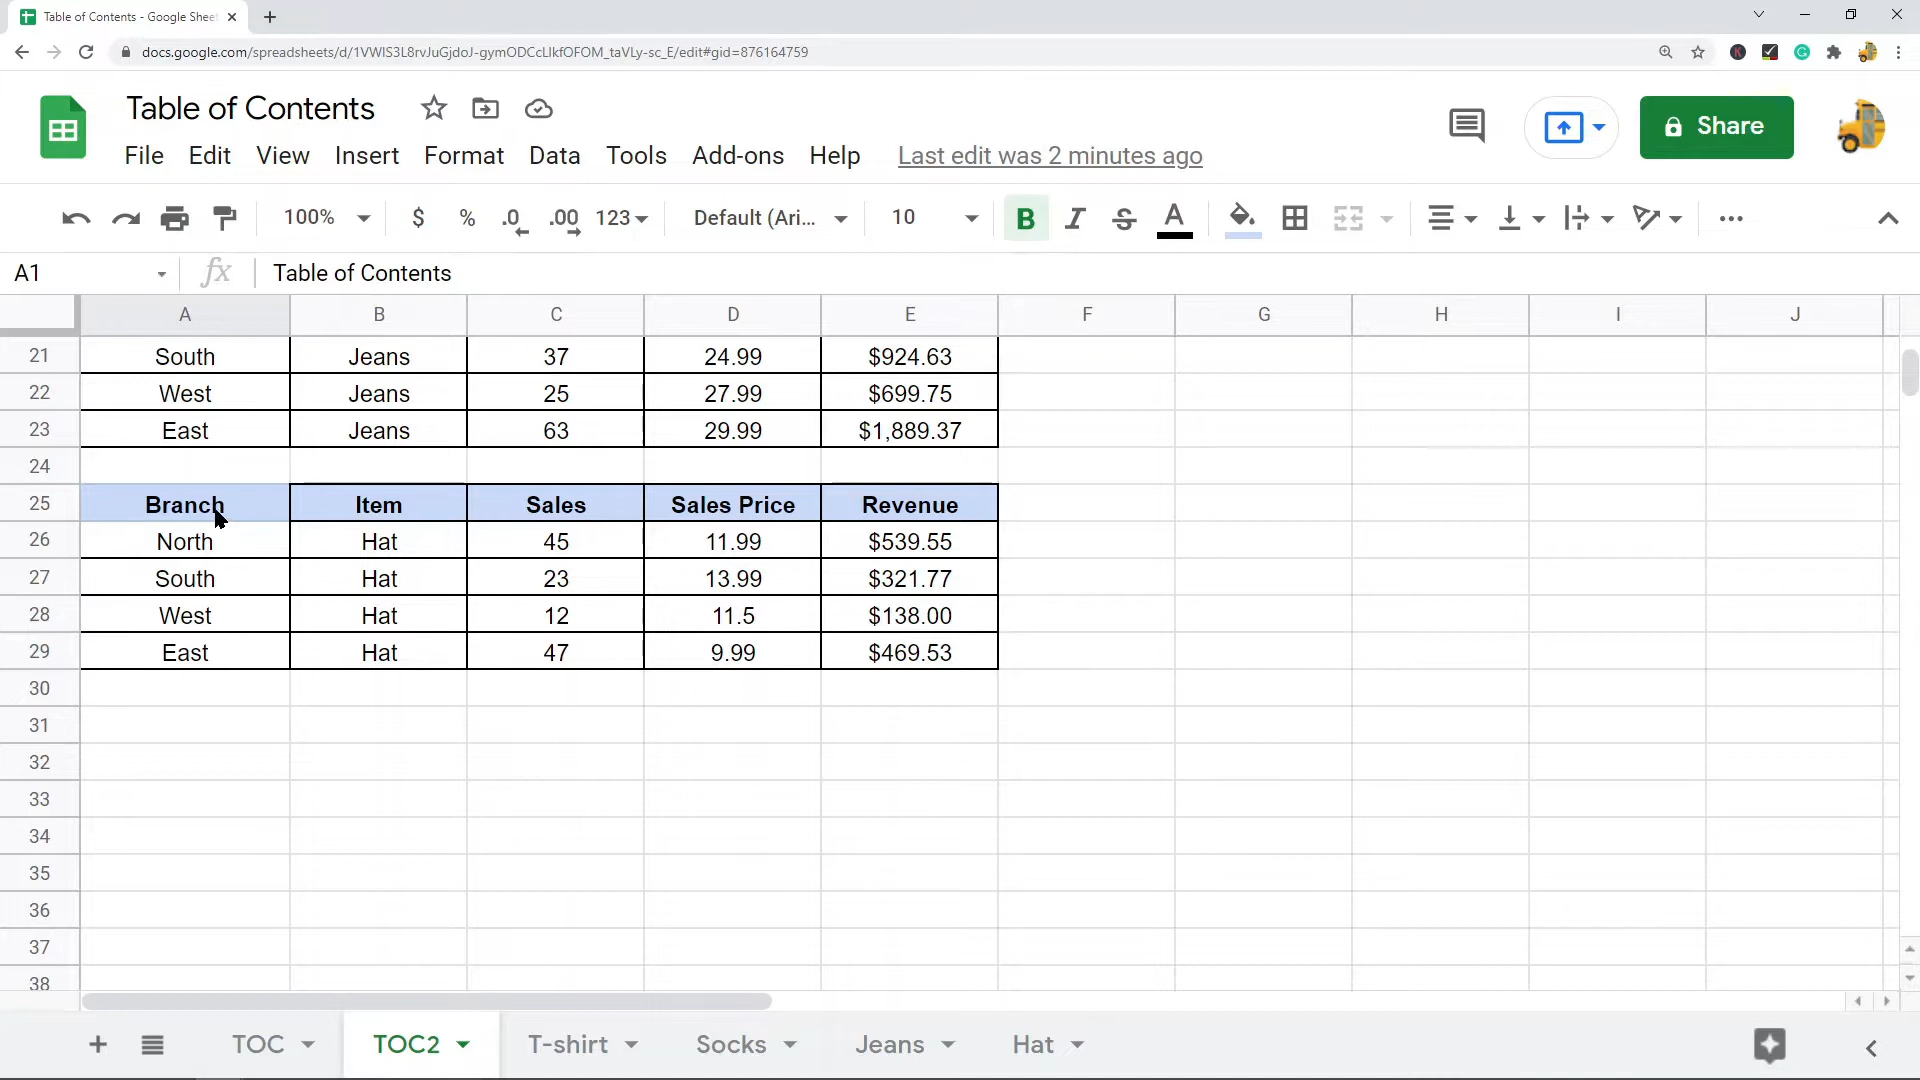 Table of Contents - Google Sheet
docs.google.com/spreadsheets/d/1VWIS3L8rvJuGjdoJ-gymODCcLlkfOFOM_taVLy-sc_E/edit#gid=876164759
Table of Contents
Share
File Edit View Insert Format Data Tools Add-ons Help Last edit was 2 minutes ago
100% $ % .0 .00 123 Default (Ari... 10 B I S A
A1 fx Table of Contents
A B C D E F G H I J
21 South Jeans 37 24.99 $924.63
22 West Jeans 25 27.99 $699.75
23 East Jeans 63 29.99 $1,889.37
24
25 Branch Item Sales Sales Price Revenue
26 North Hat 45 11.99 $539.55
27 South Hat 23 13.99 $321.77
28 West Hat 12 11.5 $138.00
29 East Hat 47 9.99 $469.53
30
31
32
33
34
35
36
37
38
TOC TOC2 T-shirt Socks Jeans Hat